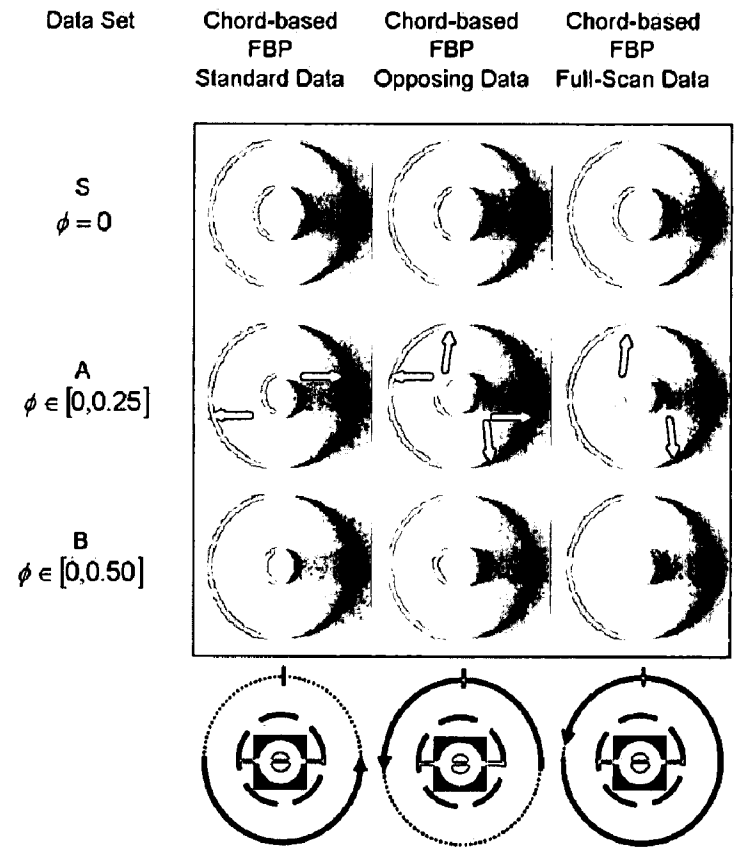 Data Set
Chord-based
FBP
Standard Data
Chord-based
FBP
Opposing Data
Chord-based
FBP
Full-Scan Data
S
ϕ = 0
A
ϕ ∈ [0,0.25]
B
ϕ ∈ [0,0.50]